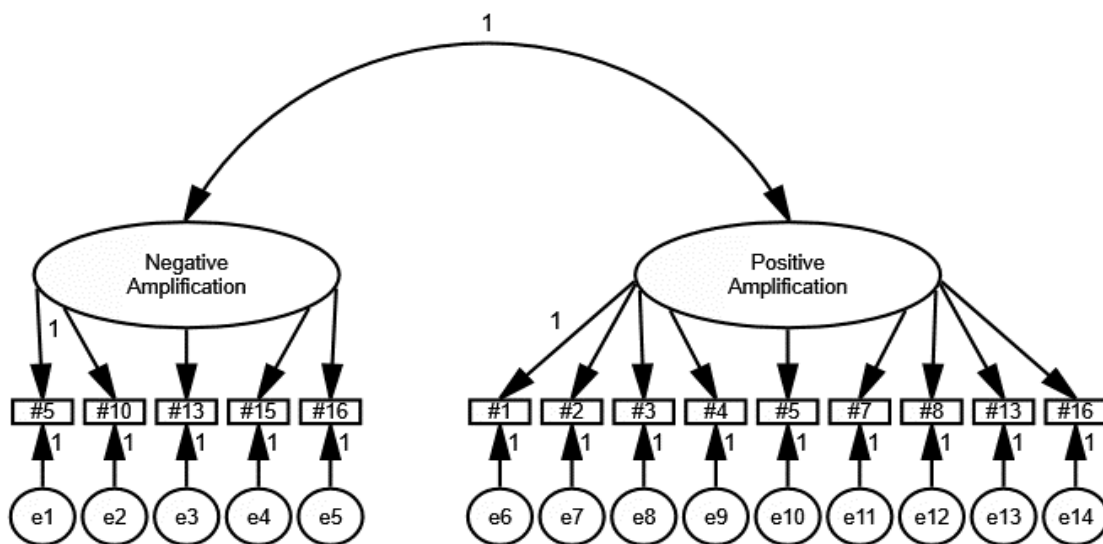 1
Negative
Amplification
Positive
Amplification
1
1
#5 #10 #13 #15 #16 #1 #2 #3 #4 #5 #7 #8 #13 #16
1 1 1 1 1 1 1 1 1 1 1 1 1 1
e1 e2 e3 e4 e5 e6 e7 e8 e9 e10 e11 e12 e13 e14